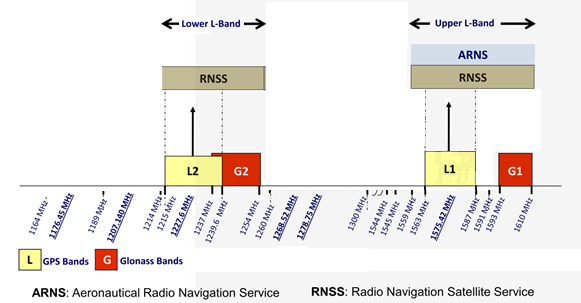 Lower L-Band
Upper L-Band
ARNS
RNSS
RNSS
L2
G2
L1
G1
1164 MHz
1176.45 MHz
1189 MHz
1207.140 MHz
1214 MHz
1215 MHz
1227.6 MHz
1237 MHz
1239.6 MHz
1254 MHz
1260 MHz
1268.52 MHz
1278.75 MHz
1300 MHz
1544 MHz
1545 MHz
1559 MHz
1563 MHz
1575.42 MHz
1587 MHz
1591 MHz
1593 MHz
1610 MHz
L GPS Bands G Glonass Bands
ARNS: Aeronautical Radio Navigation Service RNSS: Radio Navigation Satellite Service